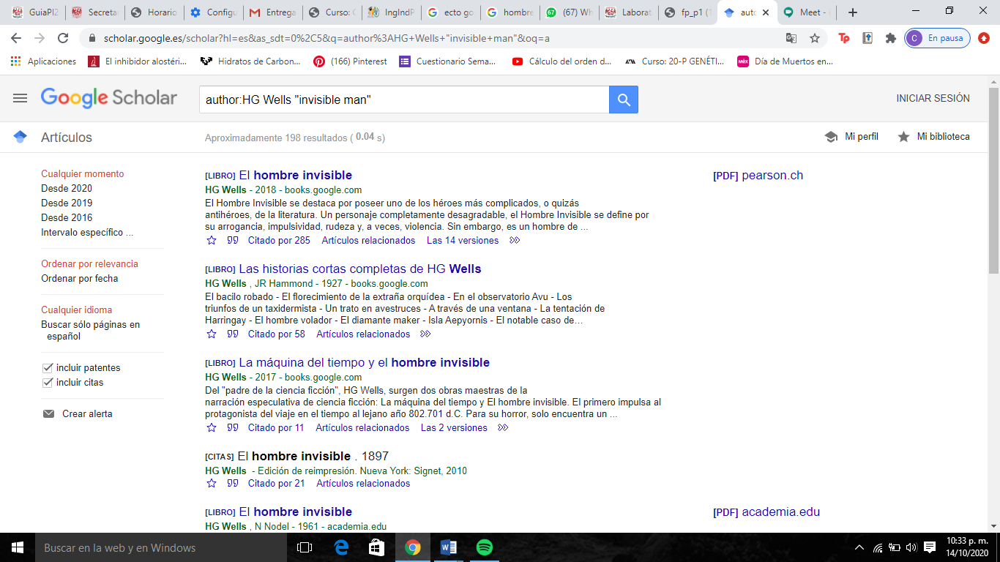 GuiaPI2
Secreta
Horario
Configu
Entrega
Curso: C
IngIndP
ecto go
hombre
(67) Wh
Laborat
fp_p1 (1
auto
Meet -
scholar.google.es/scholar?hl=es&as_sdt=0%2C5&q=author%3AHG+Wells+"invisible+man"&oq=a
C En pausa
Aplicaciones
El inhibidor alostéri...
Hidratos de Carbon...
(166) Pinterest
Cuestionario Sema...
Cálculo del orden d...
Curso: 20-P GENÉTI...
Día de Muertos en...
Google Scholar
author:HG Wells "invisible man"
INICIAR SESIÓN
Artículos
Aproximadamente 198 resultados ( 0.04 s)
Mi perfil
Mi biblioteca
Cualquier momento
Desde 2020
Desde 2019
Desde 2016
Intervalo específico ...
Ordenar por relevancia
Ordenar por fecha
Cualquier idioma
Buscar sólo páginas en
español
incluir patentes
incluir citas
Crear alerta
[LIBRO] El hombre invisible
HG Wells - 2018 - books.google.com
El Hombre Invisible se destaca por poseer uno de los héroes más complicados, o quizás
antihéroes, de la literatura. Un personaje completamente desagradable, el Hombre Invisible se define por
su arrogancia, impulsividad, rudeza y, a veces, violencia. Sin embargo, es un hombre de ...
Citado por 285 Artículos relacionados Las 14 versiones
[PDF] pearson.ch
[LIBRO] Las historias cortas completas de HG Wells
HG Wells , JR Hammond - 1927 - books.google.com
El bacilo robado - El florecimiento de la extraña orquídea - En el observatorio Avu - Los
triunfos de un taxidermista - Un trato en avestruces - A través de una ventana - La tentación de
Harringay - El hombre volador - El diamante maker - Isla Aepyornis - El notable caso de...
Citado por 58 Artículos relacionados
[LIBRO] La máquina del tiempo y el hombre invisible
HG Wells - 2017 - books.google.com
Del "padre de la ciencia ficción", HG Wells, surgen dos obras maestras de la
narración especulativa de ciencia ficción: La máquina del tiempo y El hombre invisible. El primero impulsa al
protagonista del viaje en el tiempo al lejano año 802.701 d.C. Para su horror, solo encuentra un ...
Citado por 11 Artículos relacionados Las 2 versiones
[CITAS] El hombre invisible . 1897
HG Wells - Edición de reimpresión. Nueva York: Signet, 2010
Citado por 21 Artículos relacionados
[LIBRO] El hombre invisible
HG Wells , N Nodel - 1961 - academia.edu
[PDF] academia.edu
Buscar en la web y en Windows
10:33 p. m.
14/10/2020